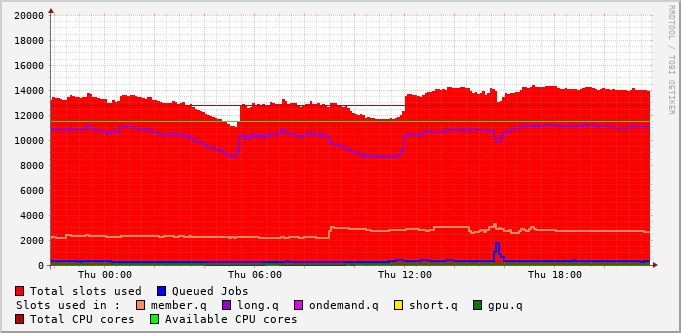 20000
18000
16000
14000
12000
10000
8000
6000
4000
2000
0
Thu 00:00 Thu 06:00 Thu 12:00 Thu 18:00
RRDTOOL / TOBI OETIKER
Total slots used Queued Jobs
Slots used in : member.q long.q ondemand.q short.q gpu.q
Total CPU cores Available CPU cores